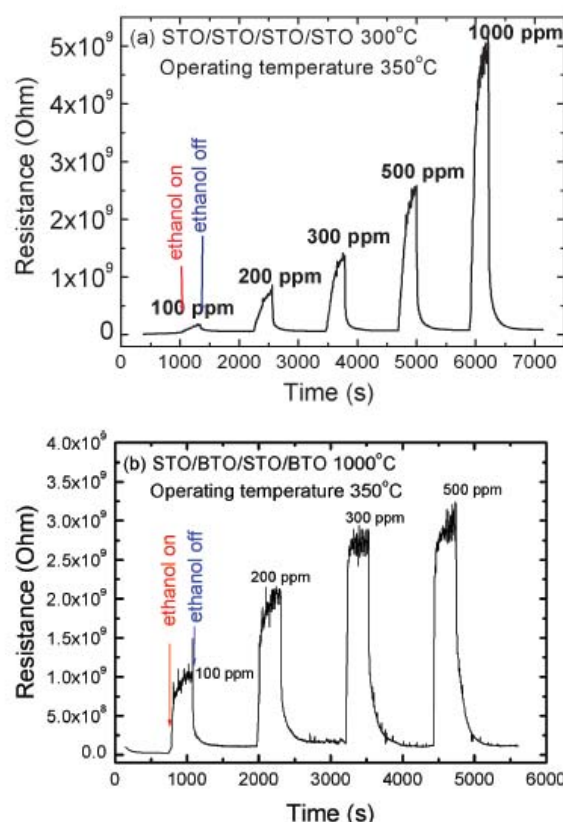 (a) STO/STO/STO/STO 300°C
Operating temperature 350°C
1000 ppm
500 ppm
300 ppm
200 ppm
100 ppm
ethanol on
ethanol off
Resistance (Ohm)
5x10⁹
4x10⁹
3x10⁹
2x10⁹
1x10⁹
0
0 1000 2000 3000 4000 5000 6000 7000
Time (s)
(b) STO/BTO/STO/BTO 1000°C
Operating temperature 350°C
500 ppm
300 ppm
200 ppm
100 ppm
ethanol on
ethanol off
Resistance (Ohm)
4.0x10⁹
3.5x10⁹
3.0x10⁹
2.5x10⁹
2.0x10⁹
1.5x10⁹
1.0x10⁹
5.0x10⁸
0.0
0 1000 2000 3000 4000 5000 6000
Time (s)